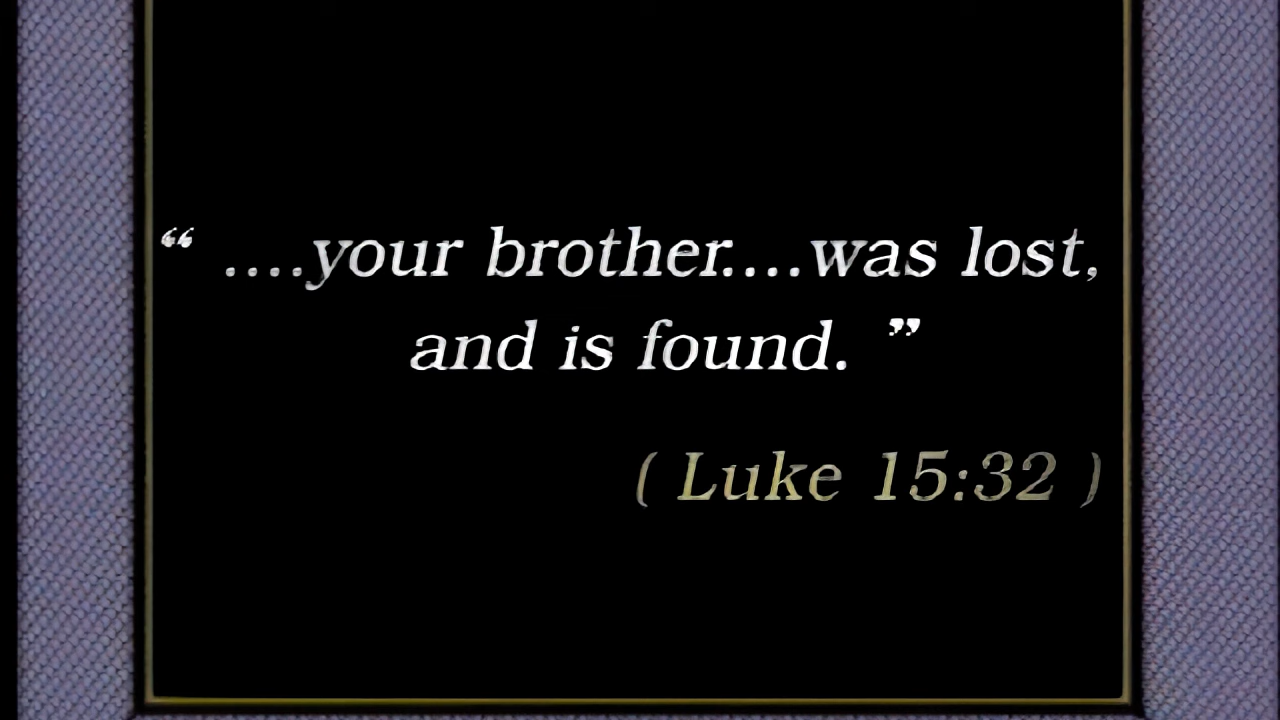 “ ....your brother....was lost,
and is found. ”
( Luke 15:32 )